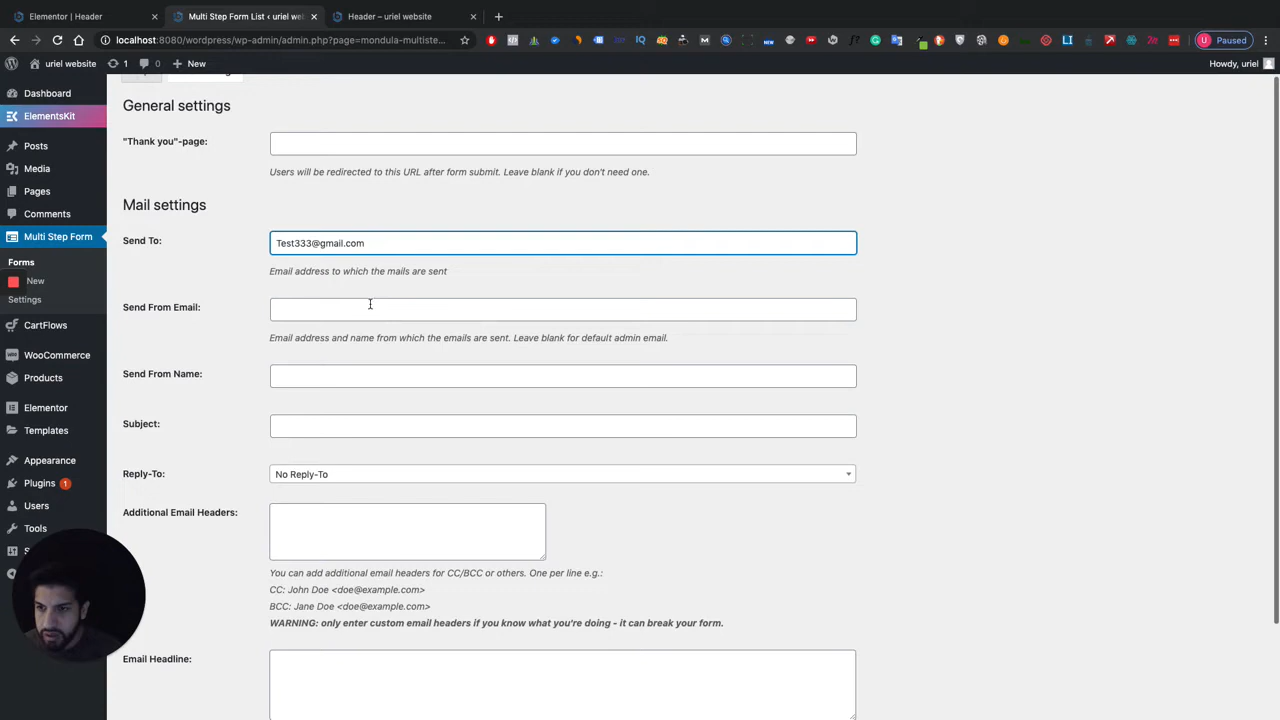 Elementor | Header
Multi Step Form List ‹ uriel web
Header – uriel website
localhost:8080/wp-admin/admin.php?page=mondula-multiste...
Paused
uriel website
1
0
New
Howdy, uriel
Dashboard
ElementsKit
Posts
Media
Pages
Comments
Multi Step Form
Forms
New
Settings
CartFlows
WooCommerce
Products
Elementor
Templates
Appearance
Plugins 1
Users
Tools
General settings
"Thank you"-page:
Users will be redirected to this URL after form submit. Leave blank if you don't need one.
Mail settings
Send To:
Test333@gmail.com
Email address to which the mails are sent
Send From Email:
Email address and name from which the emails are sent. Leave blank for default admin email.
Send From Name:
Subject:
Reply-To:
No Reply-To
Additional Email Headers:
You can add additional email headers for CC/BCC or others. One per line e.g.:
CC: John Doe <doe@example.com>
BCC: Jane Doe <doe@example.com>
WARNING: only enter custom email headers if you know what you're doing - it can break your form.
Email Headline: